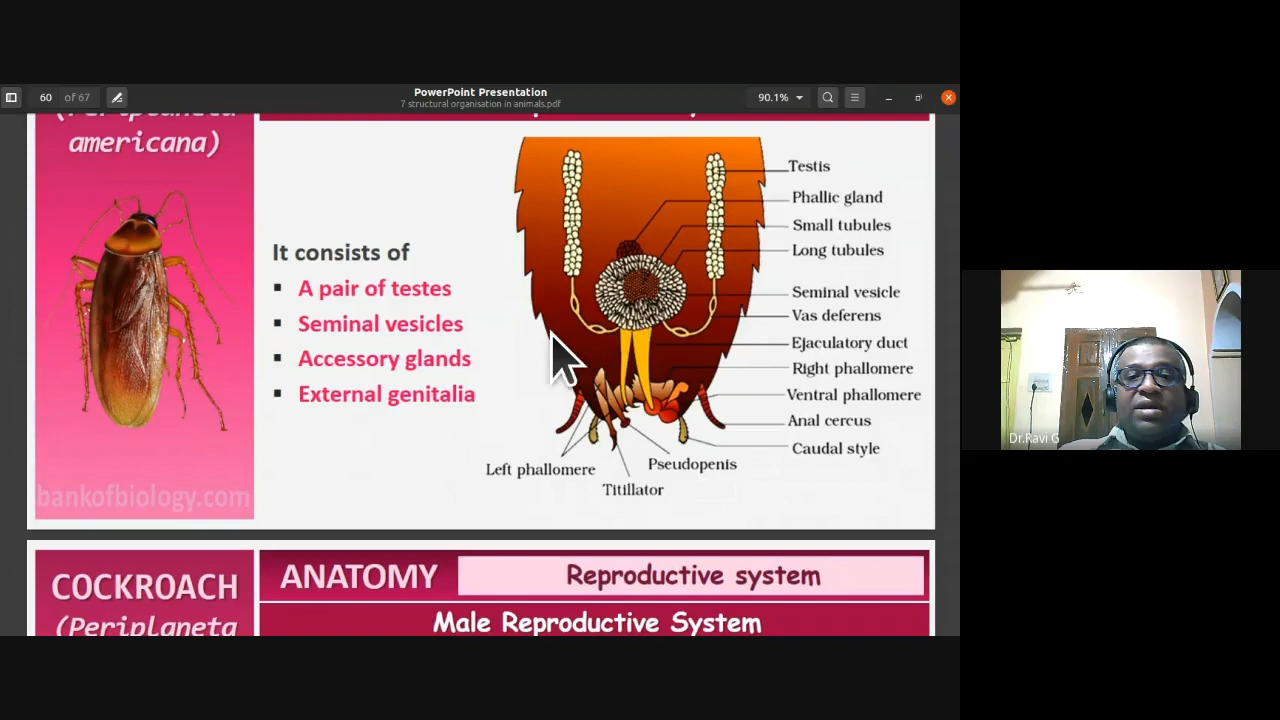 60 of 67
PowerPoint Presentation
7 structural organisation in animals.pdf
90.1%
(Periplaneta
americana)
bankofbiology.com
It consists of
▪ A pair of testes
▪ Seminal vesicles
▪ Accessory glands
▪ External genitalia
Testis
Phallic gland
Small tubules
Long tubules
Seminal vesicle
Vas deferens
Ejaculatory duct
Right phallomere
Ventral phallomere
Anal cercus
Caudal style
Left phallomere
Pseudopenis
Titillator
COCKROACH
(Periplaneta
ANATOMY
Reproductive system
Male Reproductive System
Dr.Ravi G